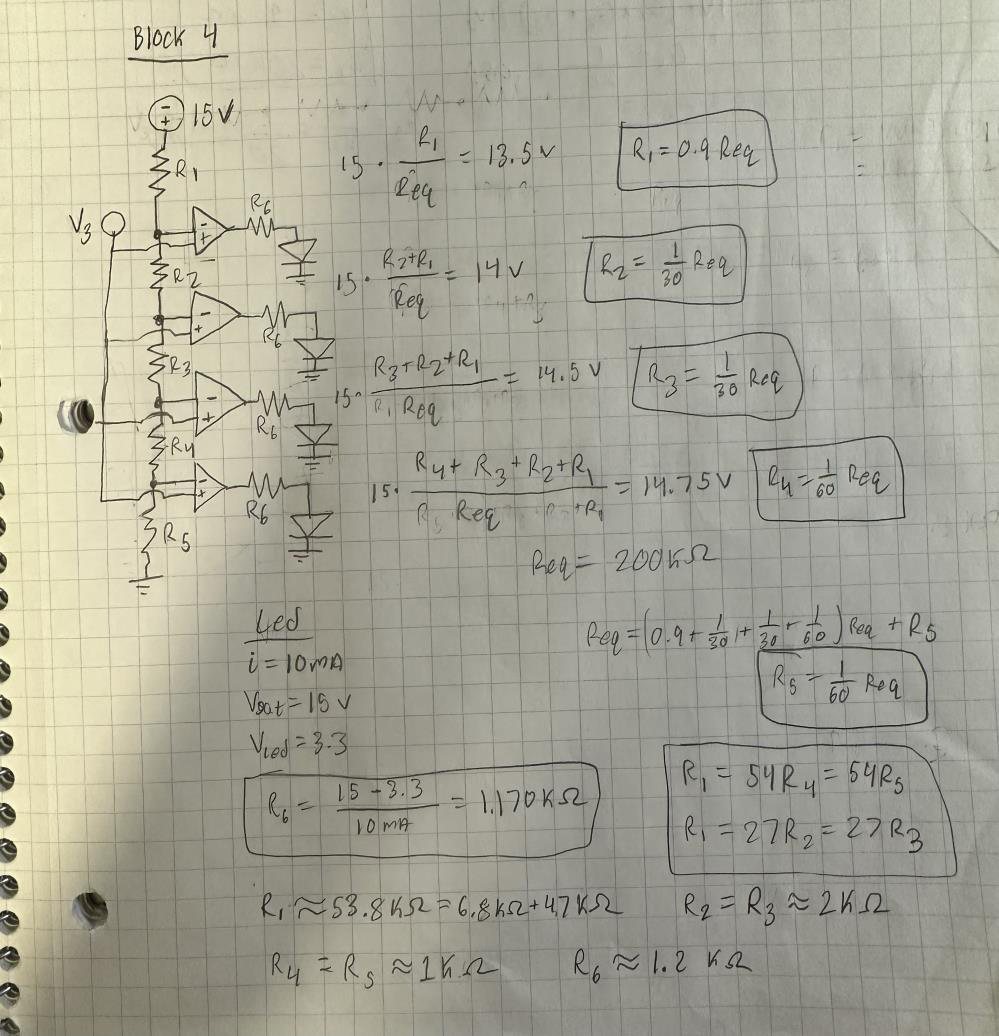 Block 4
15V
R1
V3
R6
R2
R6
R3
R6
R4
R6
R5
15 · R1 / Req = 13.5 V
R1 = 0.9 Req
15 · (R2+R1) / Req = 14 V
R2 = 1/30 Req
15 · (R3+R2+R1) / Req = 14.5 V
R3 = 1/30 Req
15 · (R4 + R3 + R2 + R1) / Req = 14.75V
R4 = 1/60 Req
Req = 200KΩ
Req = (0.9 + 1/30 + 1/30 + 1/60) Req + R5
R5 = 1/60 Req
Led
i = 10mA
Vsat = 15 V
VLed = 3.3
R6 = (15 - 3.3) / 10 mA = 1.170KΩ
R1 = 54R4 = 54R5
R1 = 27R2 = 27R3
R1 ≈ 53.8KΩ = 6.8KΩ + 47KΩ
R2 = R3 ≈ 2KΩ
R4 = R5 ≈ 1KΩ
R6 ≈ 1.2 KΩ